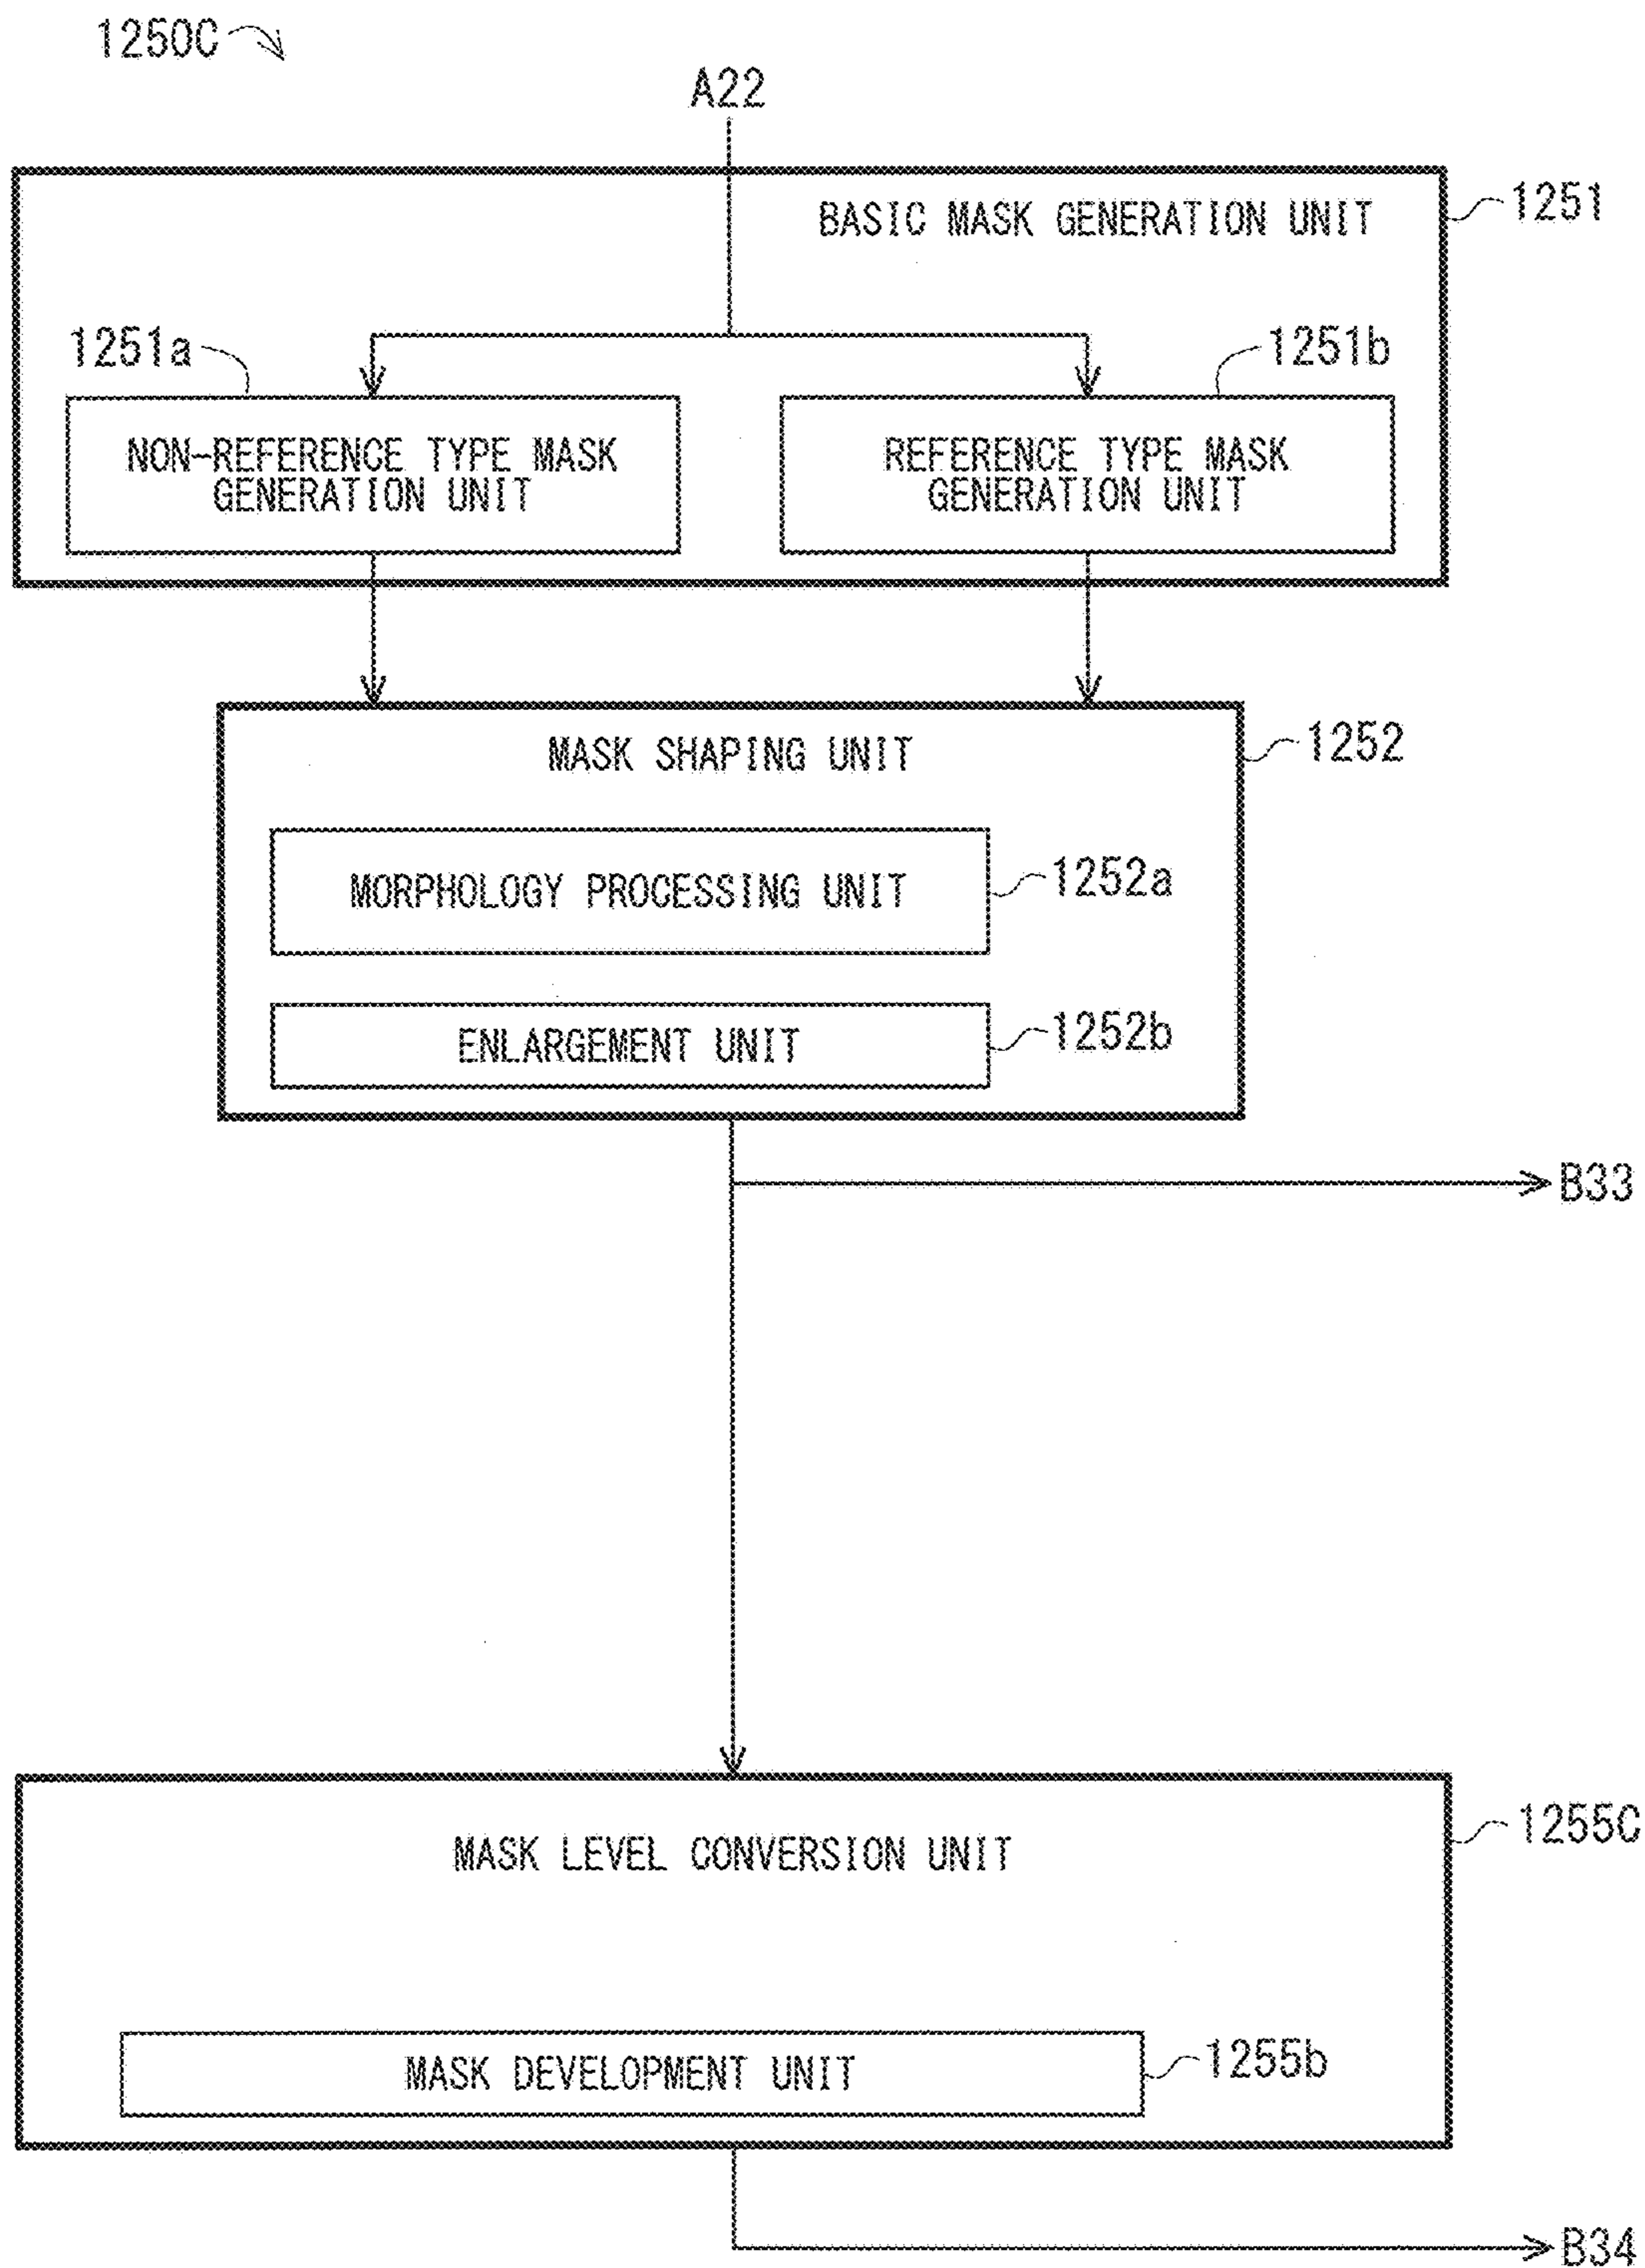 1250C
A22
BASIC MASK GENERATION UNIT
1251
1251a
1251b
NON-REFERENCE TYPE MASK
GENERATION UNIT
REFERENCE TYPE MASK
GENERATION UNIT
MASK SHAPING UNIT
1252
MORPHOLOGY PROCESSING UNIT
1252a
ENLARGEMENT UNIT
1252b
B33
MASK LEVEL CONVERSION UNIT
1255C
MASK DEVELOPMENT UNIT
1255b
B34